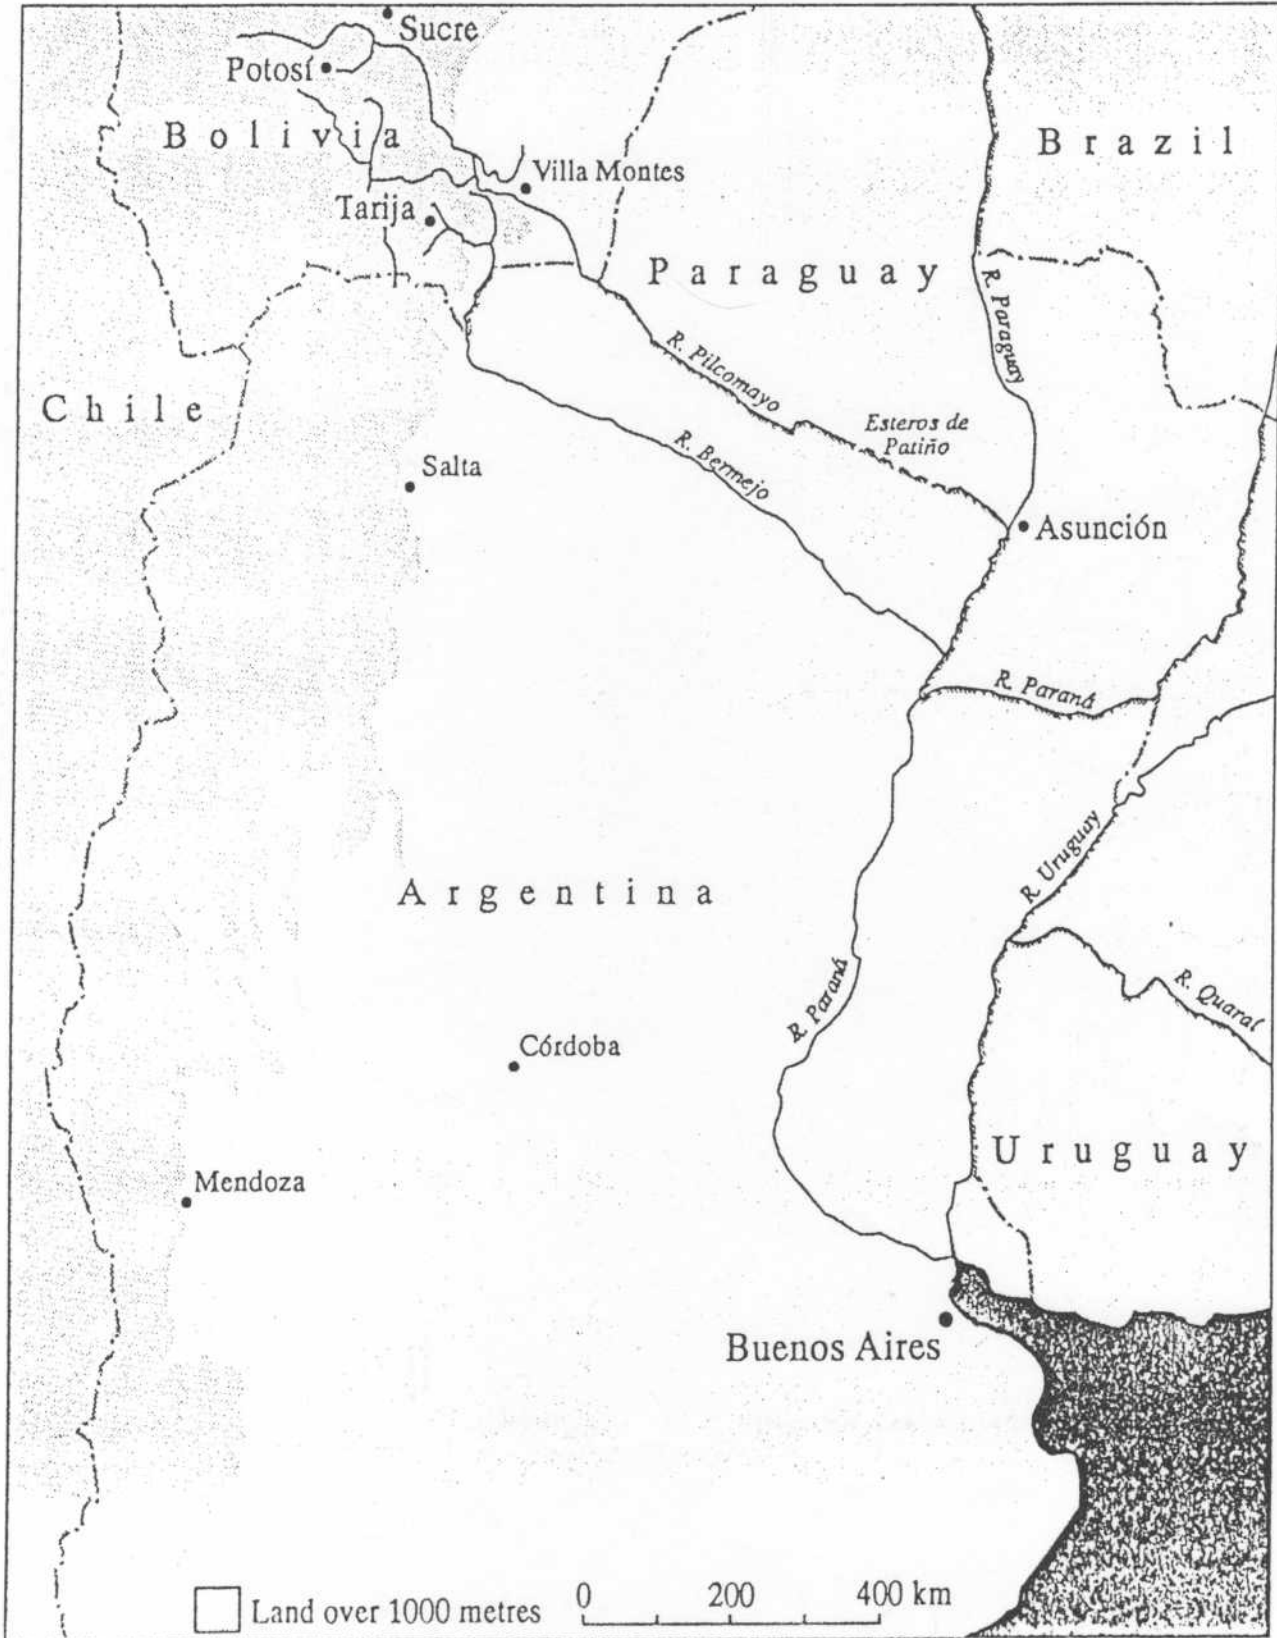 Sucre
Potosí
Bolivia
Brazil
Villa Montes
Tarija
Paraguay
R. Paraguay
R. Pilcomayo
Chile
Esteros de
Patiño
R. Bermejo
Salta
Asunción
R. Paraná
R. Uruguay
Argentina
R. Paraná
R. Quaral
Córdoba
Uruguay
Mendoza
Buenos Aires
0 200 400 km
Land over 1000 metres